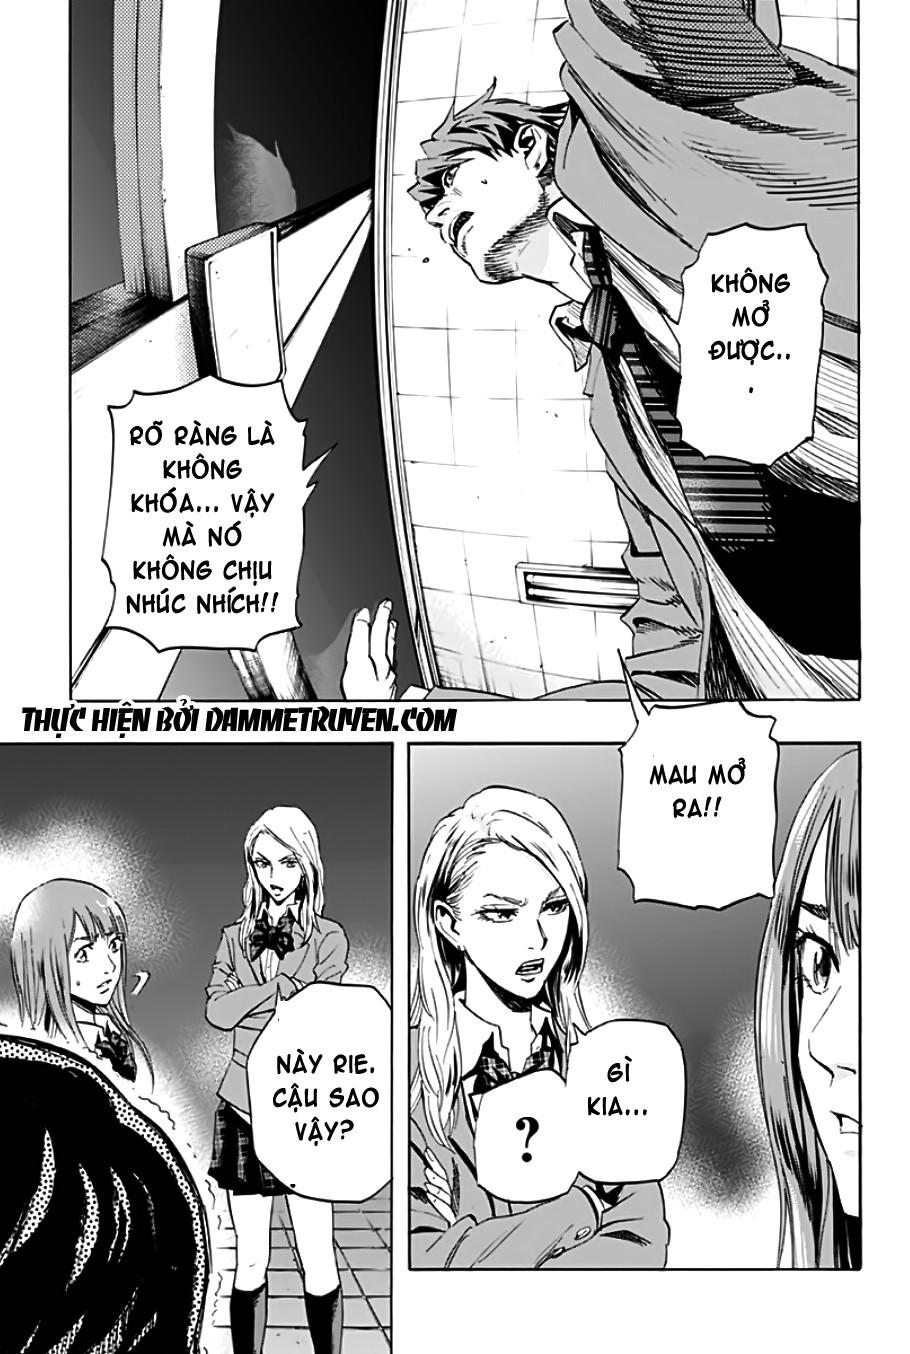 KHÔNG
MỞ
ĐƯỢC..
.
RÕ RÀNG LÀ
KHÔNG
KHÓA... VẬY
MÀ NÓ
KHÔNG CHỊU
NHÚC NHÍCH!!
THỰC HIỆN BỞI DAMMETRUYEN.COM
MAU MỞ
RA!!
GÌ
KIA...
?
NÀY RIE.
CẬU SAO
VẬY?